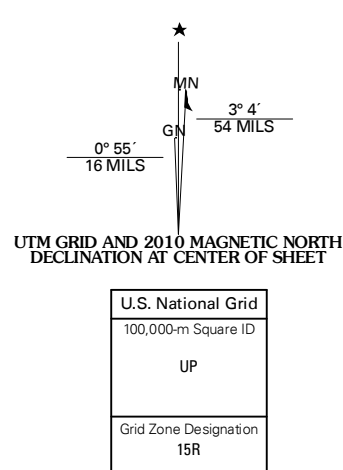 MN
3° 4´
54 MILS
GN
0° 55´
16 MILS
UTM GRID AND 2010 MAGNETIC NORTH
DECLINATION AT CENTER OF SHEET
U.S. National Grid
100,000-m Square ID
UP
Grid Zone Designation
15R